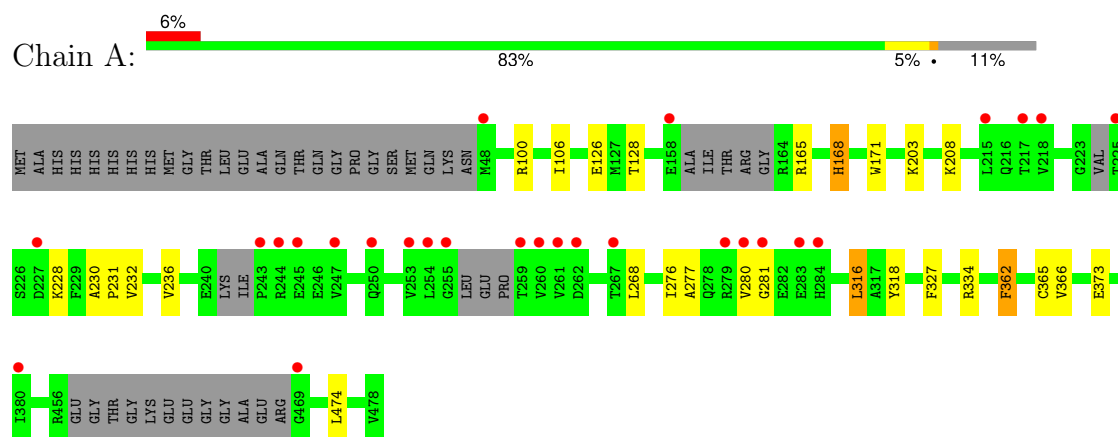 6%
Chain A:
83% 5% • 11%
MET ALA HIS HIS HIS HIS HIS HIS MET GLY THR LEU GLU ALA GLN THR GLN GLY PRO GLY SER MET GLN LYS ASN M48 R100 I106 E126 M127 T128 E158 ALA ILE THR ARG GLY R164 R165 H168 W171 K203 K208 L215 Q216 T217 V218 G223 VAL T225
S226 D227 K228 F229 A230 P231 V232 V236 E240 LYS ILE P243 R244 E245 E246 V247 Q250 V253 L254 G255 LEU GLU PRO T259 V260 V261 D262 T267 L268 I276 A277 Q278 R279 V280 G281 E282 E283 H284 L316 A317 Y318 F327 R334 F362 C365 V366 E373
I380 R456 GLU GLY THR GLY LYS GLU GLU GLY GLY ALA GLU ARG G469 L474 V478